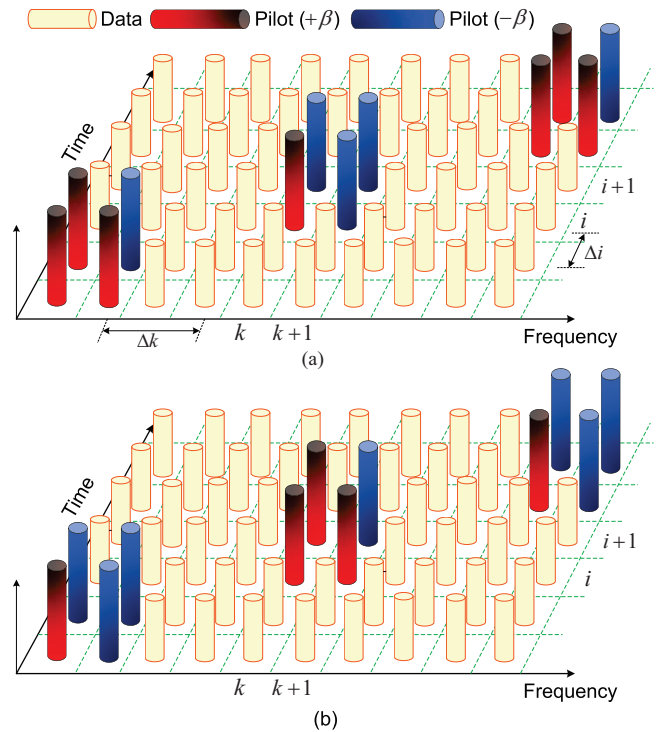 Data Pilot (+β) Pilot (−β)
Time
i+1
i
Δi
Δk k k+1 Frequency
(a)
Time
i+1
i
k k+1 Frequency
(b)